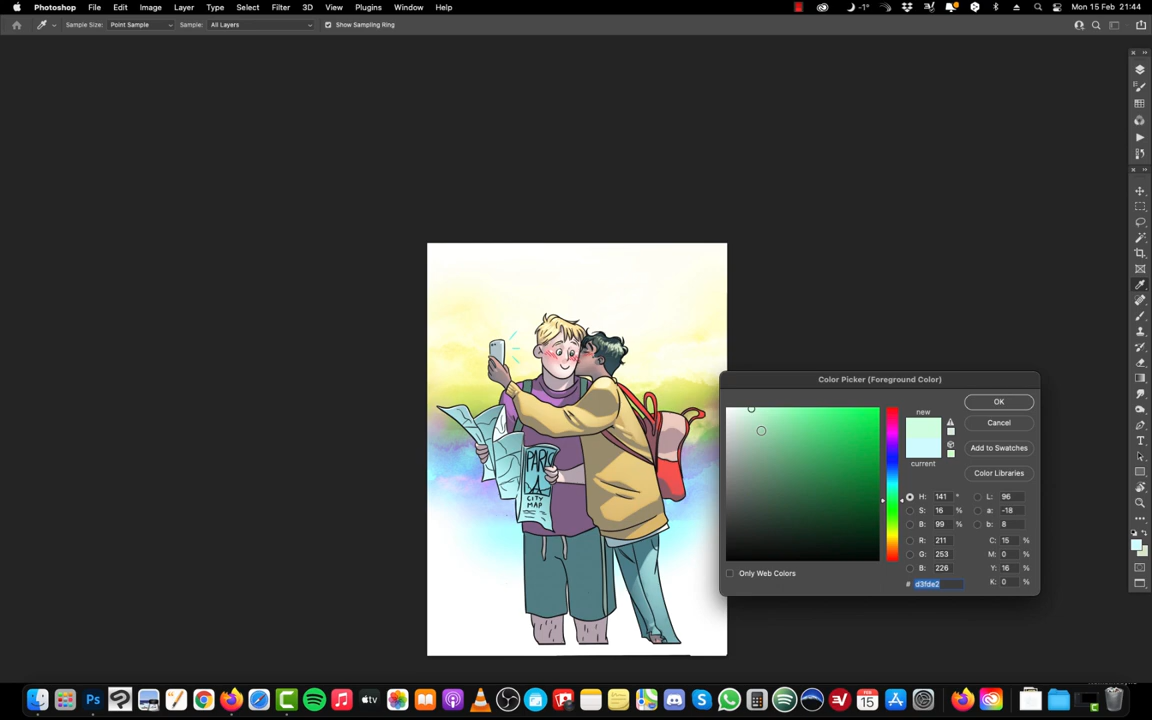 Photoshop File Edit Image Layer Type Select Filter 3D View Plugins Window Help -1° Mon 15 Feb 21:44
Sample Size: Point Sample Sample: All Layers Show Sampling Ring
PARIS
CITY
MAP
Color Picker (Foreground Color)
new
current
OK
Cancel
Add to Swatches
Color Libraries
H: 141 ° L: 96
S: 16 % a: -18
B: 99 % b: 8
R: 211 C: 15 %
G: 253 M: 0 %
B: 226 Y: 16 %
# d3fde2 K: 0 %
Only Web Colors
FEB
15